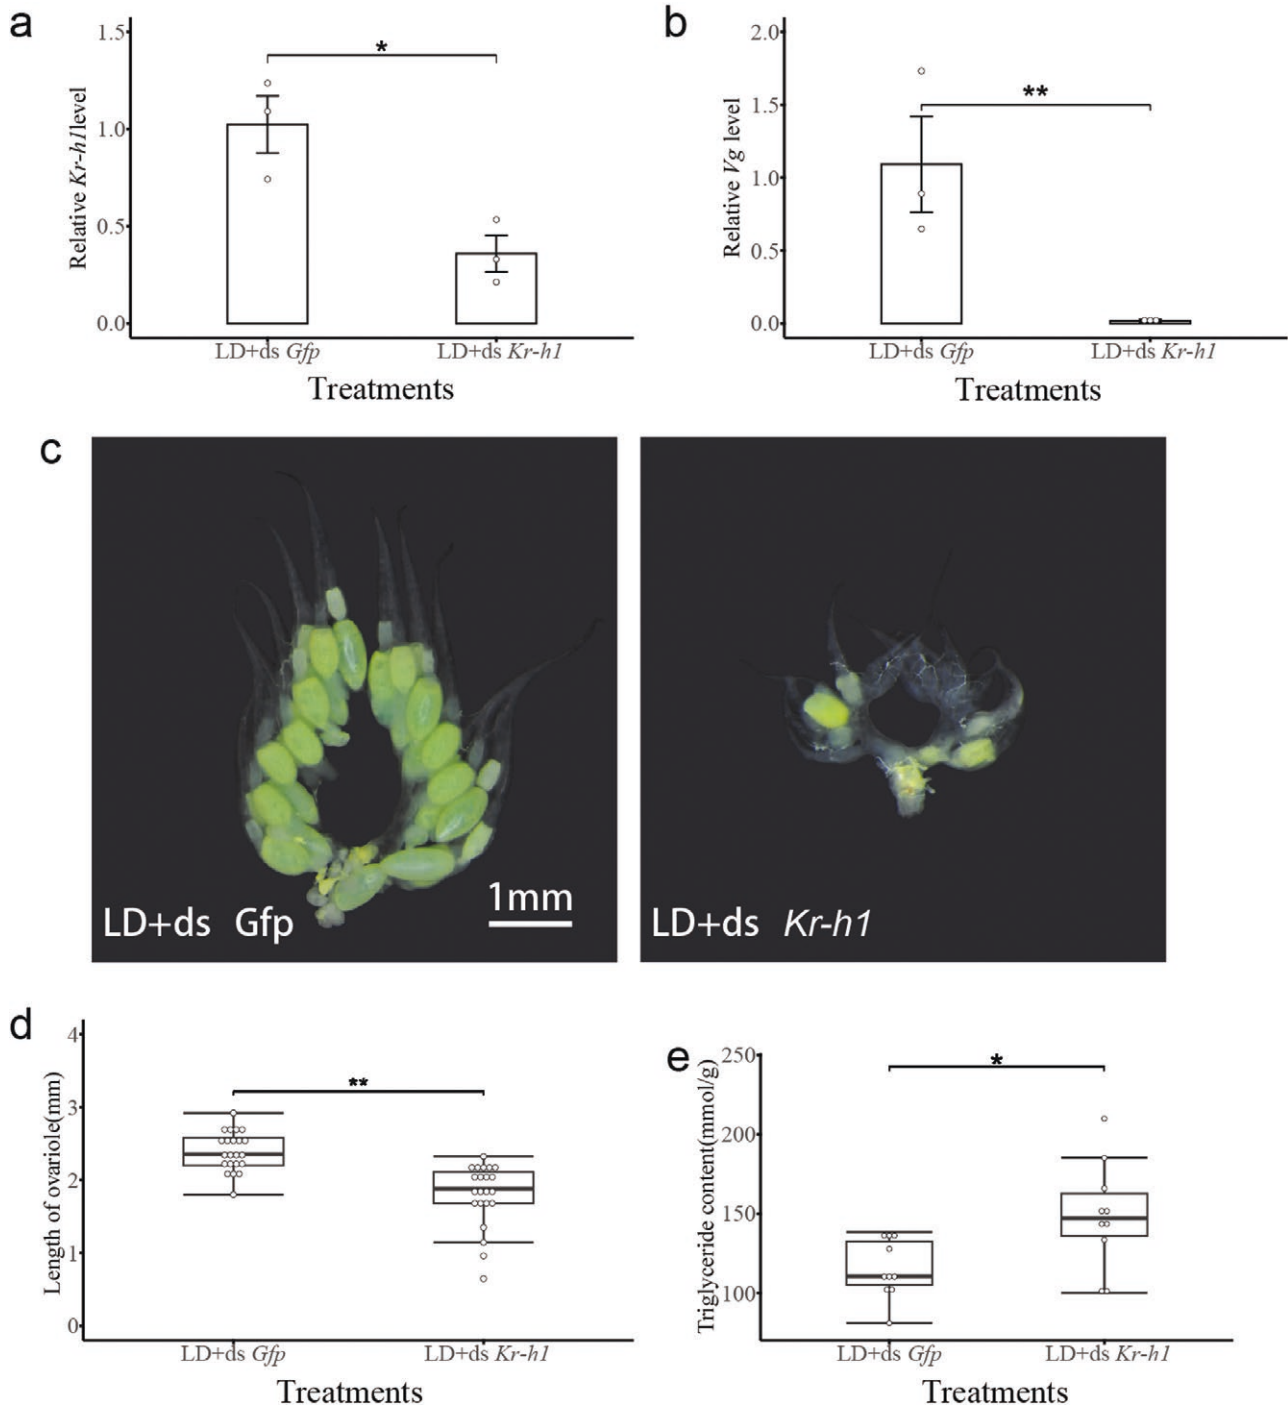 a
1.5
*
1.0
Relative Kr-h1level
0.5
0.0
LD+ds Gfp LD+ds Kr-h1
Treatments
b
2.0
**
1.5
1.0
Relative Vg level
0.5
0.0
LD+ds Gfp LD+ds Kr-h1
Treatments
c
LD+ds Gfp
1mm
LD+ds Kr-h1
d
4
**
3
2
Length of ovariole(mm)
1
0
LD+ds Gfp LD+ds Kr-h1
Treatments
e
250
*
200
150
Triglyceride content(mmol/g)
100
LD+ds Gfp LD+ds Kr-h1
Treatments